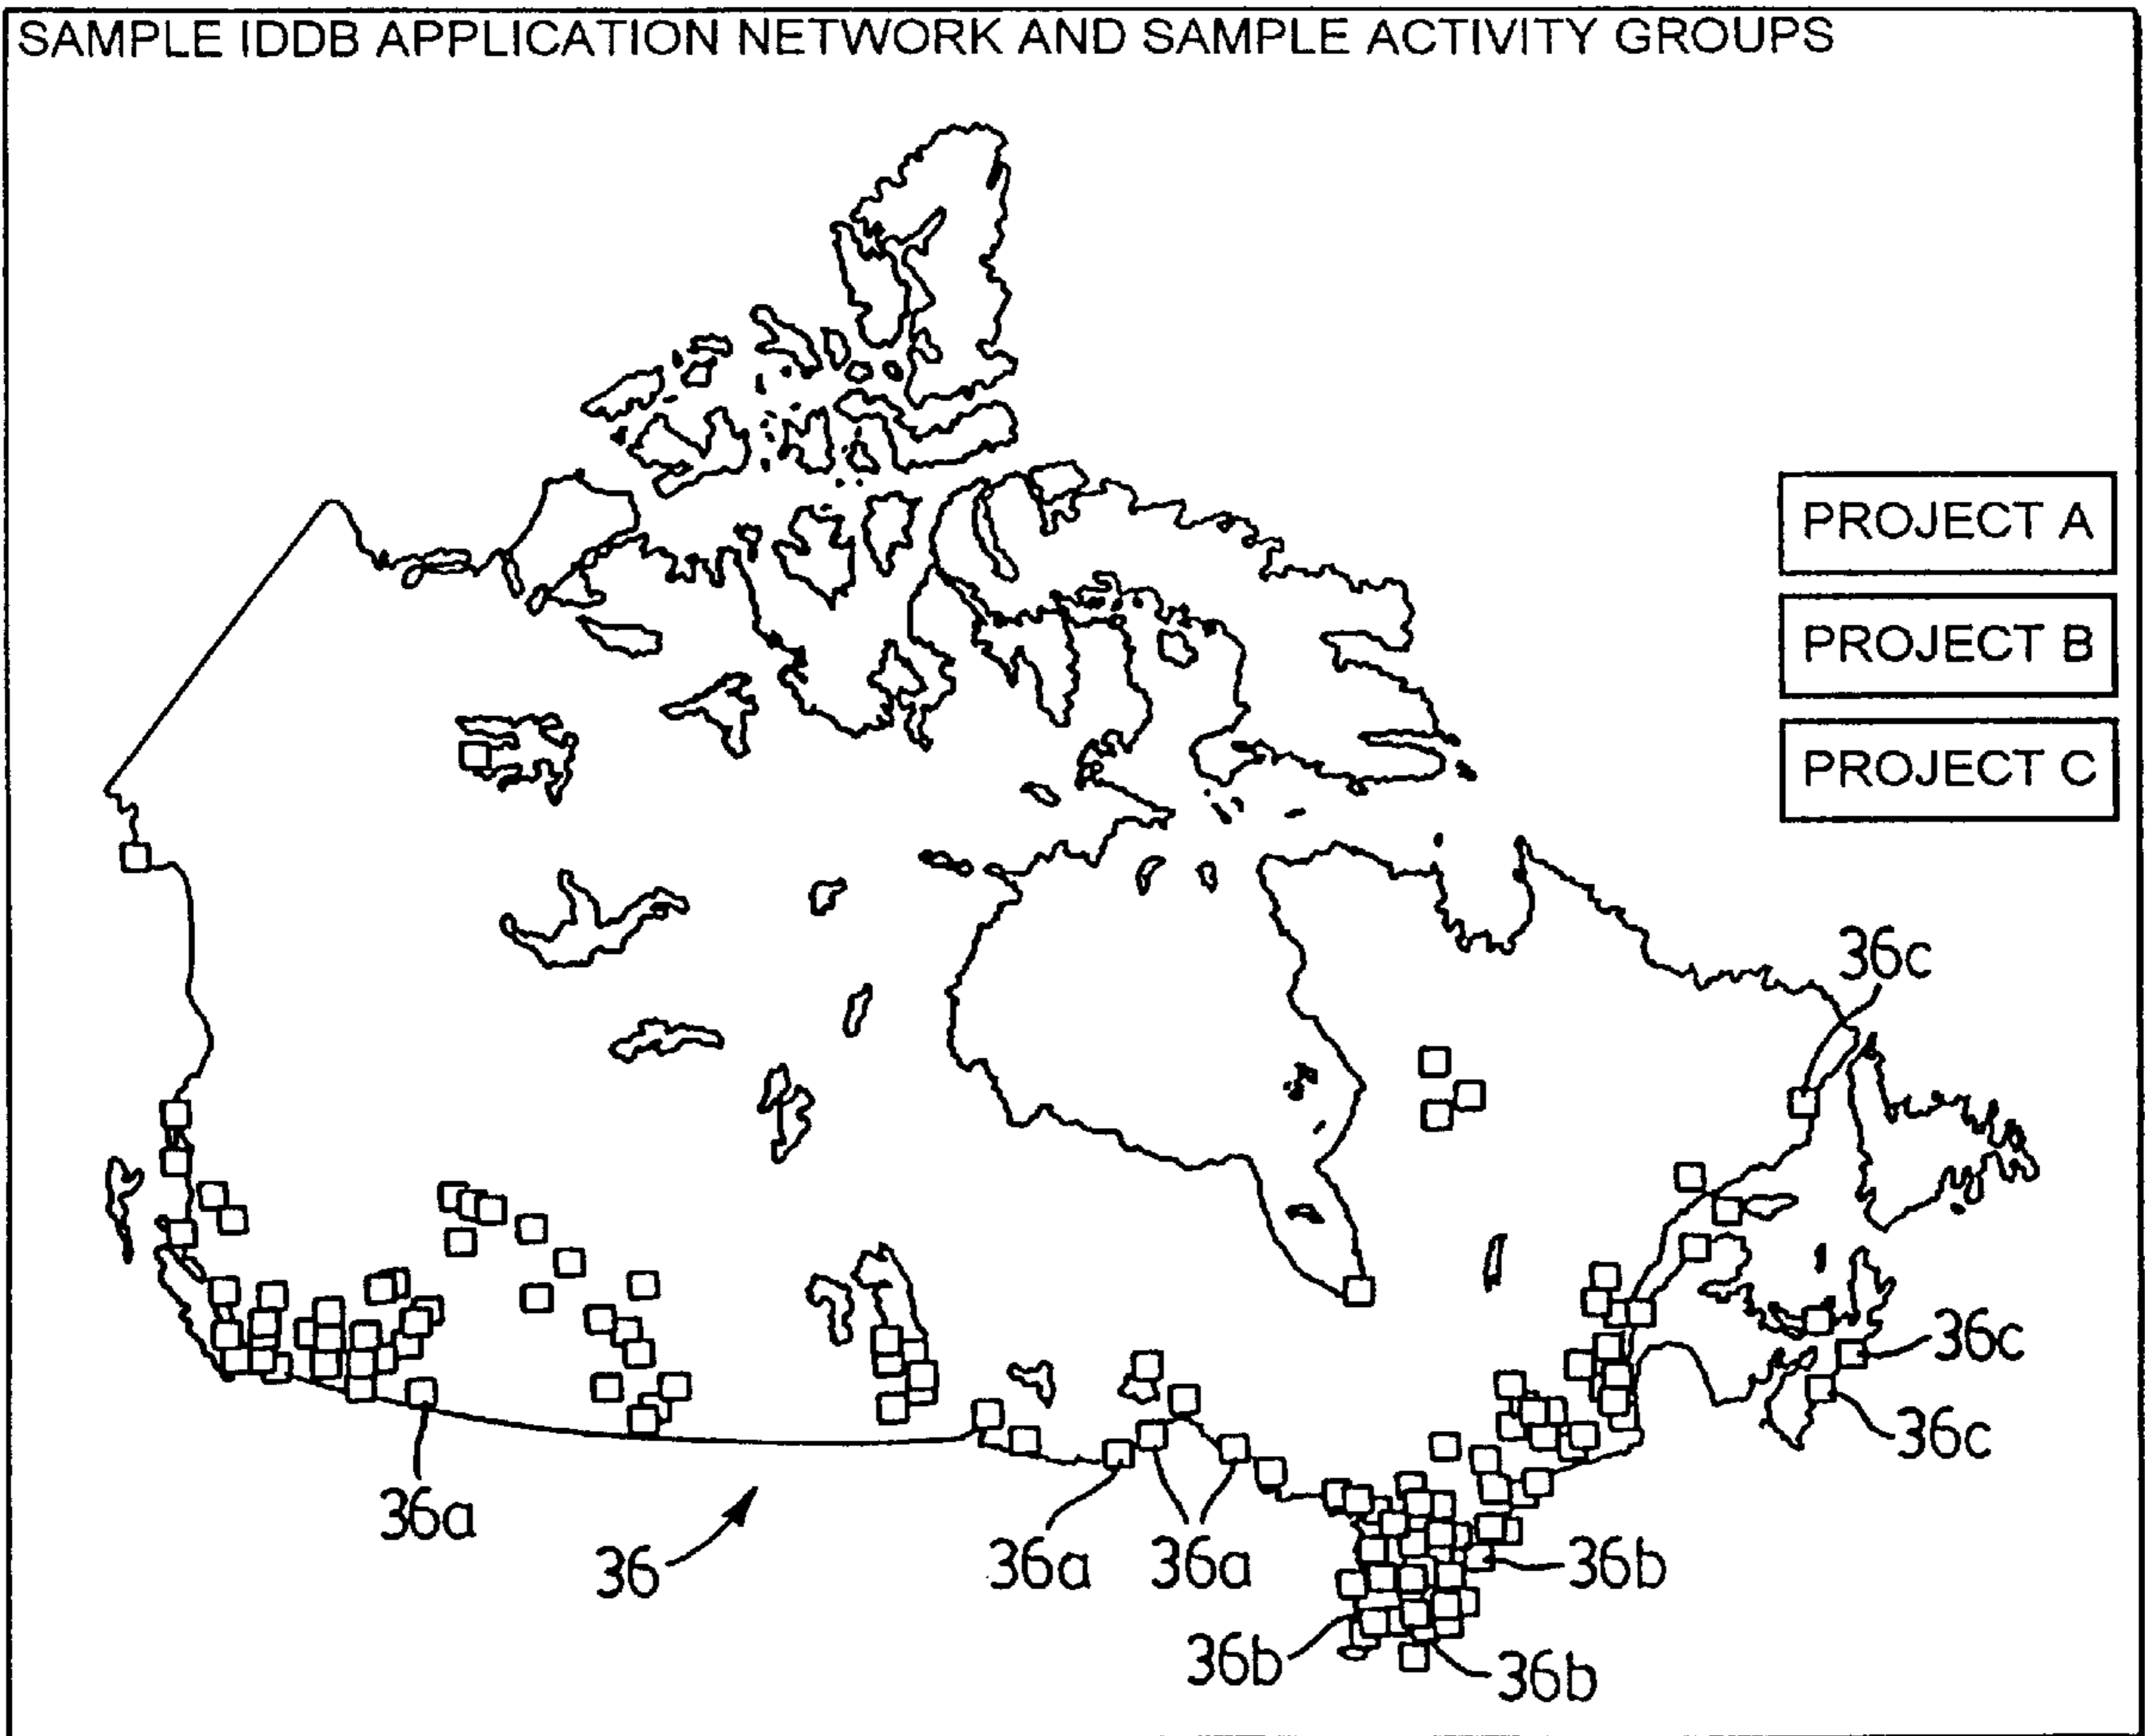 SAMPLE IDDB APPLICATION NETWORK AND SAMPLE ACTIVITY GROUPS
PROJECT A
PROJECT B
PROJECT C
36c
36c
36c
36a
36
36a
36a
36b
36b
36b